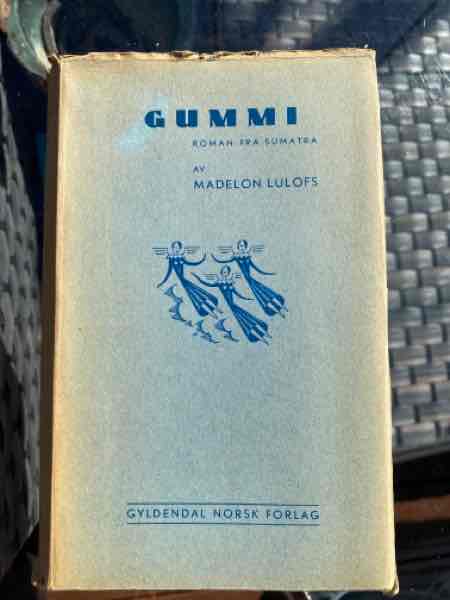 GUMMI
ROMAN FRA SUMATRA
AV
MADELON LULOFS
GYLDENDAL NORSK FORLAG